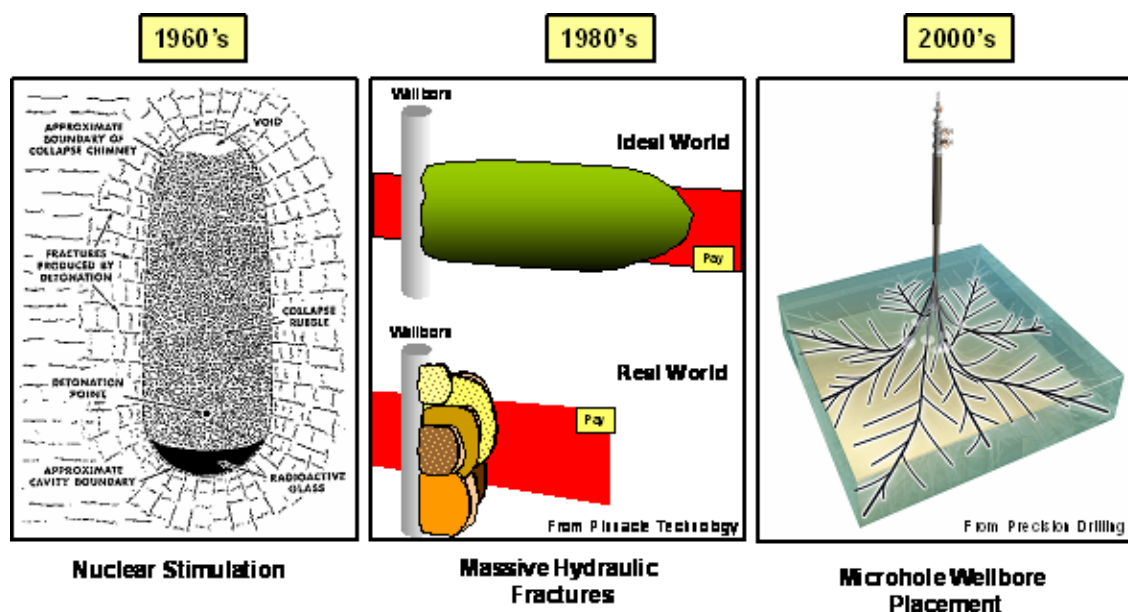 1960's
1980's
2000's
APPROXIMATE
BOUNDARY OF
COLLAPSE CHIMNEY
VOID
FRACTURES
PRODUCED BY
DETONATION
COLLAPSE
RUBBLE
DETONATION
POINT
APPROXIMATE
CAVITY BOUNDARY
RADIOACTIVE
GLASS
Wellbore
Ideal World
Pay
Wellbore
Real World
Pay
From Pinnacle Technology
From Precision Drilling
Nuclear Stimulation
Massive Hydraulic
Fractures
Microhole Wellbore
Placement